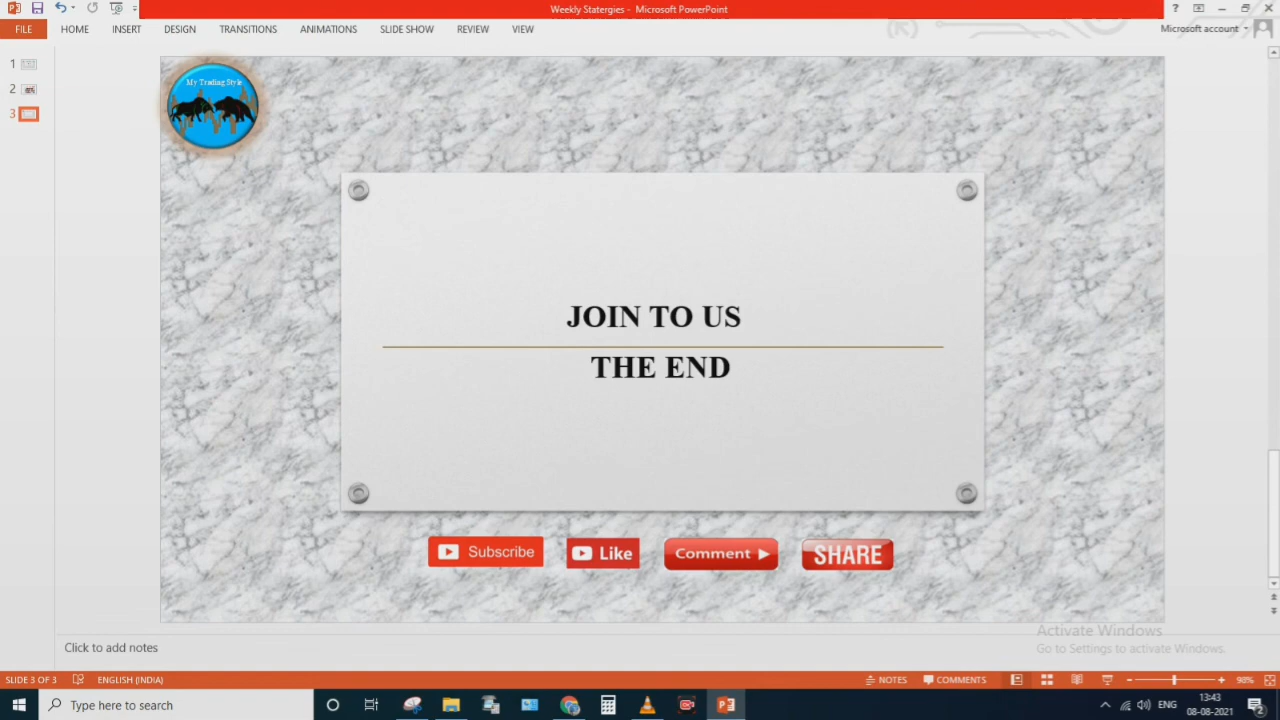 Weekly Statergies - Microsoft PowerPoint
?
FILE HOME INSERT DESIGN TRANSITIONS ANIMATIONS SLIDE SHOW REVIEW VIEW Microsoft account
1
2
3
My Trading Style
JOIN TO US
THE END
Subscribe Like Comment SHARE
Activate Windows
Go to Settings to activate Windows.
Click to add notes
SLIDE 3 OF 3 ENGLISH (INDIA) NOTES COMMENTS 98%
Type here to search ENG 13:43
08-08-2021 2